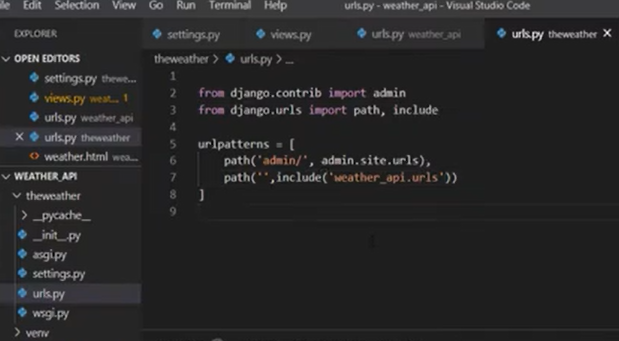 le Edit Selection View Go Run Terminal Help urls.py - weather_api - Visual Studio Code
EXPLORER
settings.py views.py urls.py weather_api urls.py theweather ×
OPEN EDITORS
settings.py thewe...
views.py weat... 1
urls.py weather_api
× urls.py theweather
<> weather.html wea...
WEATHER_API
theweather
__pycache__
__init__.py
asgi.py
settings.py
urls.py
wsgi.py
venv
theweather > urls.py > ...
1
2 from django.contrib import admin
3 from django.urls import path, include
4
5 urlpatterns = [
6 path('admin/', admin.site.urls),
7 path('',include('weather_api.urls'))
8 ]
9